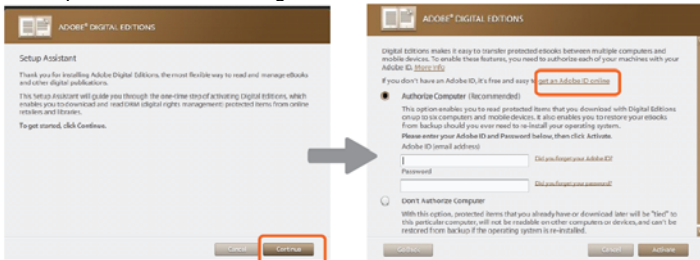 ADOBE® DIGITAL EDITIONS
Setup Assistant
Thank you for installing Adobe Digital Editions, the most flexible way to read and manage eBooks
and other digital publications.
This Setup Assistant will guide you through the one-time step of activating Digital Editions, which
enables you to download and read DRM (digital rights management) protected items from online
retailers and libraries.
To get started, click Continue.
Cancel
Continue
ADOBE® DIGITAL EDITIONS
Digital Editions makes it easy to transfer protected eBooks between multiple computers and
mobile devices. To enable these features, you need to authorize each of your machines with your
Adobe ID. More info
If you don't have an Adobe ID, it's free and easy to get an Adobe ID online
Authorize Computer (Recommended)
This option enables you to read protected items that you download with Digital Editions
on up to six computers and mobile devices. It also enables you to restore your eBooks
from backup should you ever need to re-install your operating system.
Please enter your Adobe ID and Password below, then click Activate.
Adobe ID (email address)
Did you forget your Adobe ID?
Password
Did you forget your password?
Don't Authorize Computer
With this option, protected items that you already have or download later will be "tied" to
this particular computer, will not be readable on other computers or devices, and can't be
restored from backup if the operating system is re-installed.
Go Back
Cancel
Activate